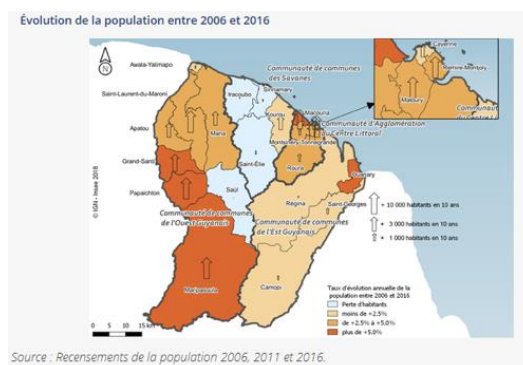 Évolution de la population entre 2006 et 2016
N
Cayenne
Remire-Montjoly
Matoury
Awala-Yalimapo
Communauté de communes
des Savanes
Sinnamary
Saint-Laurent-du-Maroni
Iracoubo
Kourou
Macouria
Communauté d'Agglomération
du Centre Littoral
Apatou
Mana
Montsinéry-Tonnegrande
Grand-Santi
Saint-Élie
Roura
Ouanary
Papaïchton
Saül
Régina
Saint-Georges
Communauté de communes
de l'Ouest Guyanais
Communauté de communes
de l'Est Guyanais
Maripasoula
Camopi
+ 10 000 habitants en 10 ans
+ 3 000 habitants en 10 ans
+ 1 000 habitants en 10 ans
Taux d'évolution annuelle de la
population entre 2006 et 2016
Perte d'habitants
moins de +2.5%
de +2.5% à +5.0%
plus de +5.0%
0 5 10 15 km
© IGN - Insee 2018
Source : Recensements de la population 2006, 2011 et 2016.